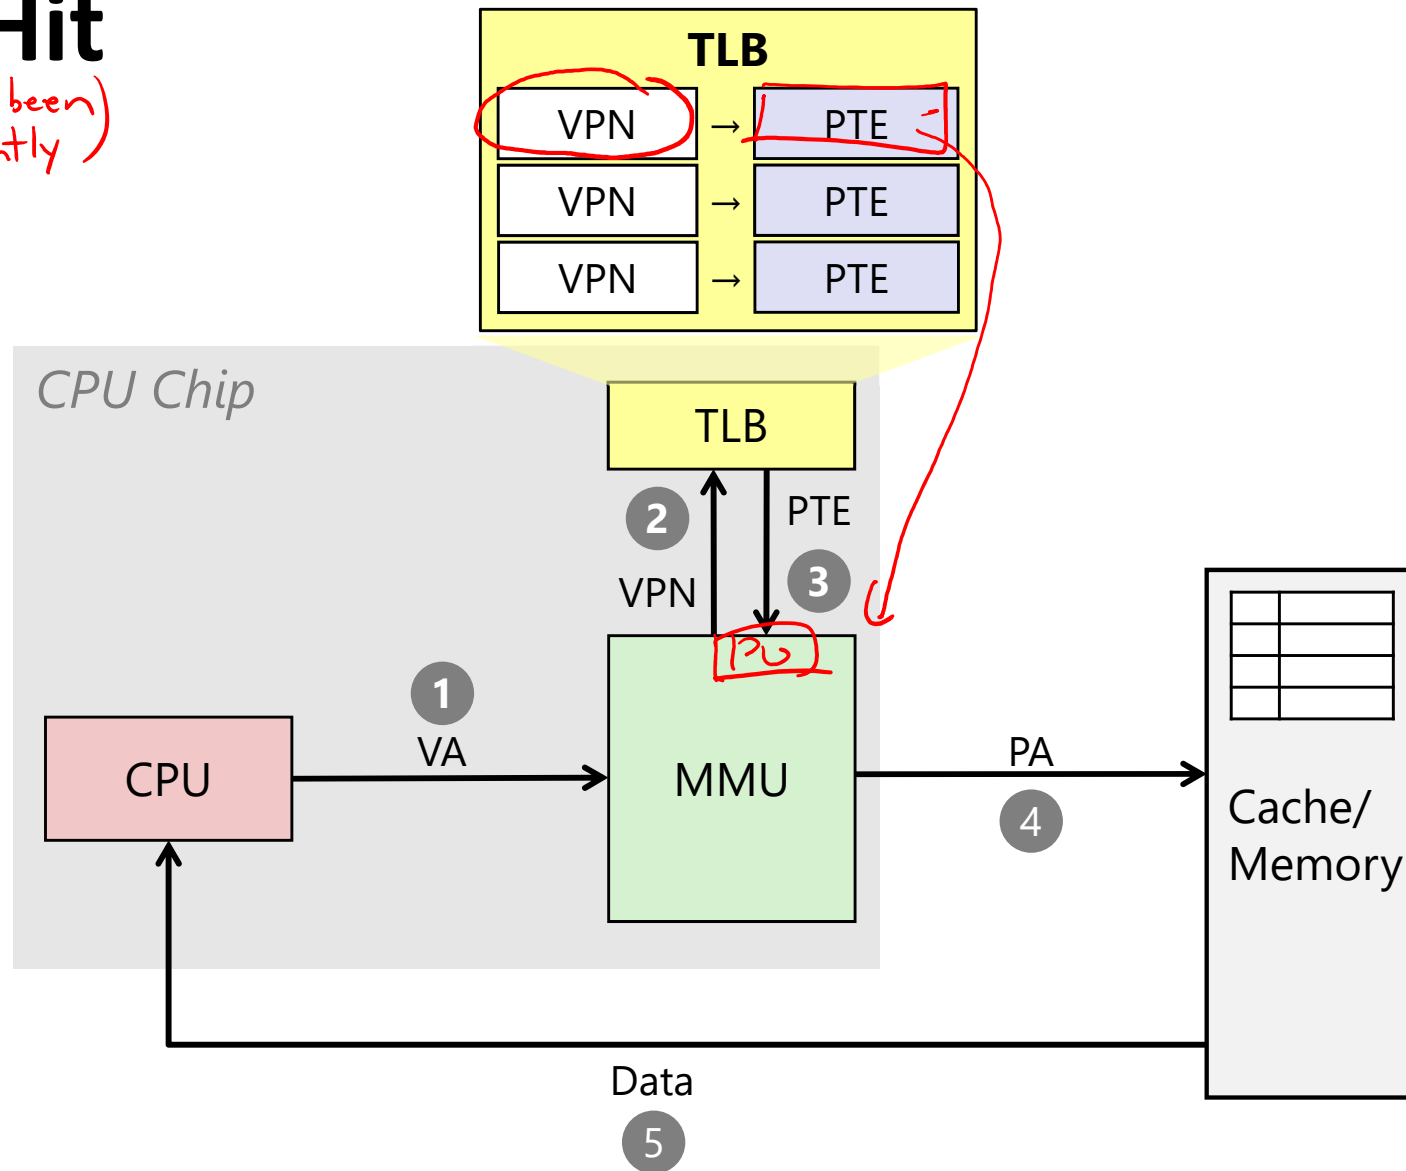 Hit
been)
ntly)
TLB
VPN → PTE
VPN → PTE
VPN → PTE
CPU Chip
TLB
2
PTE
VPN
3
1
VA
CPU
MMU
PA
4
Cache/
Memory
Data
5